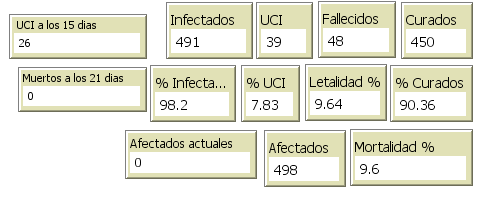 UCI a los 15 dias
26
Infectados
491
UCI
39
Fallecidos
48
Curados
450
Muertos a los 21 dias
0
% Infecta...
98.2
% UCI
7.83
Letalidad %
9.64
% Curados
90.36
Afectados actuales
0
Afectados
498
Mortalidad %
9.6